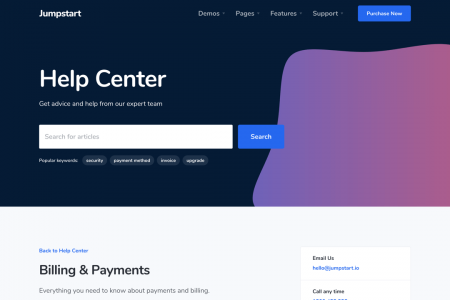 Jumpstart
Demos Pages Features Support Purchase Now
Help Center
Get advice and help from our expert team
Search for articles Search
Popular keywords: security payment method invoice upgrade
Back to Help Center
Email Us
hello@jumpstart.io
Billing & Payments
Everything you need to know about payments and billing.
Call any time